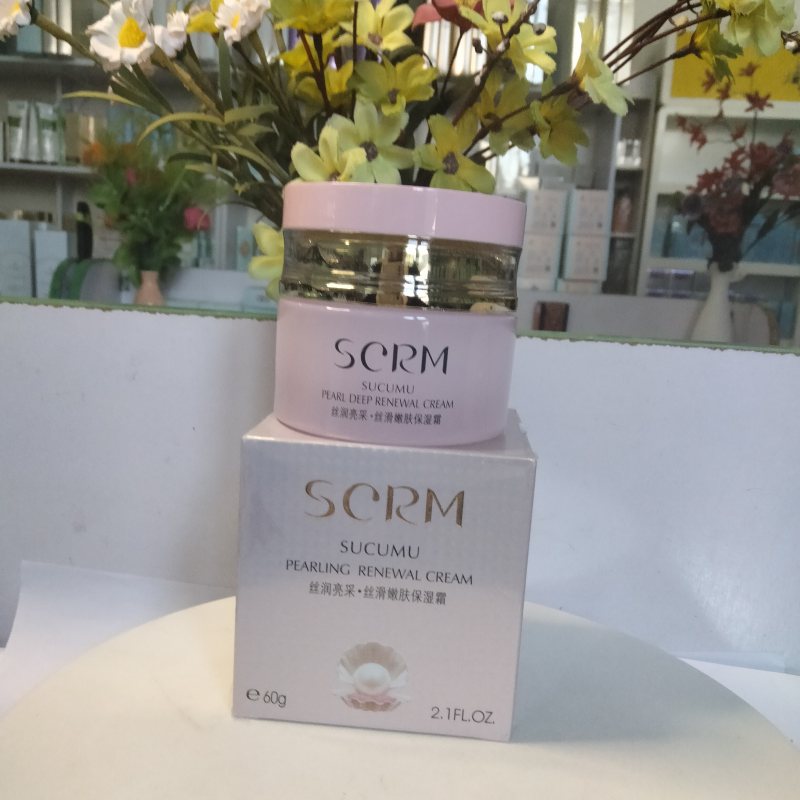 SCRM
SUCUMU
PEARL DEEP RENEWAL CREAM
丝润亮采·丝滑嫩肤保湿霜
SCRM
SUCUMU
PEARLING RENEWAL CREAM
丝润亮采·丝滑嫩肤保湿霜
e 60g
2.1FL.OZ.